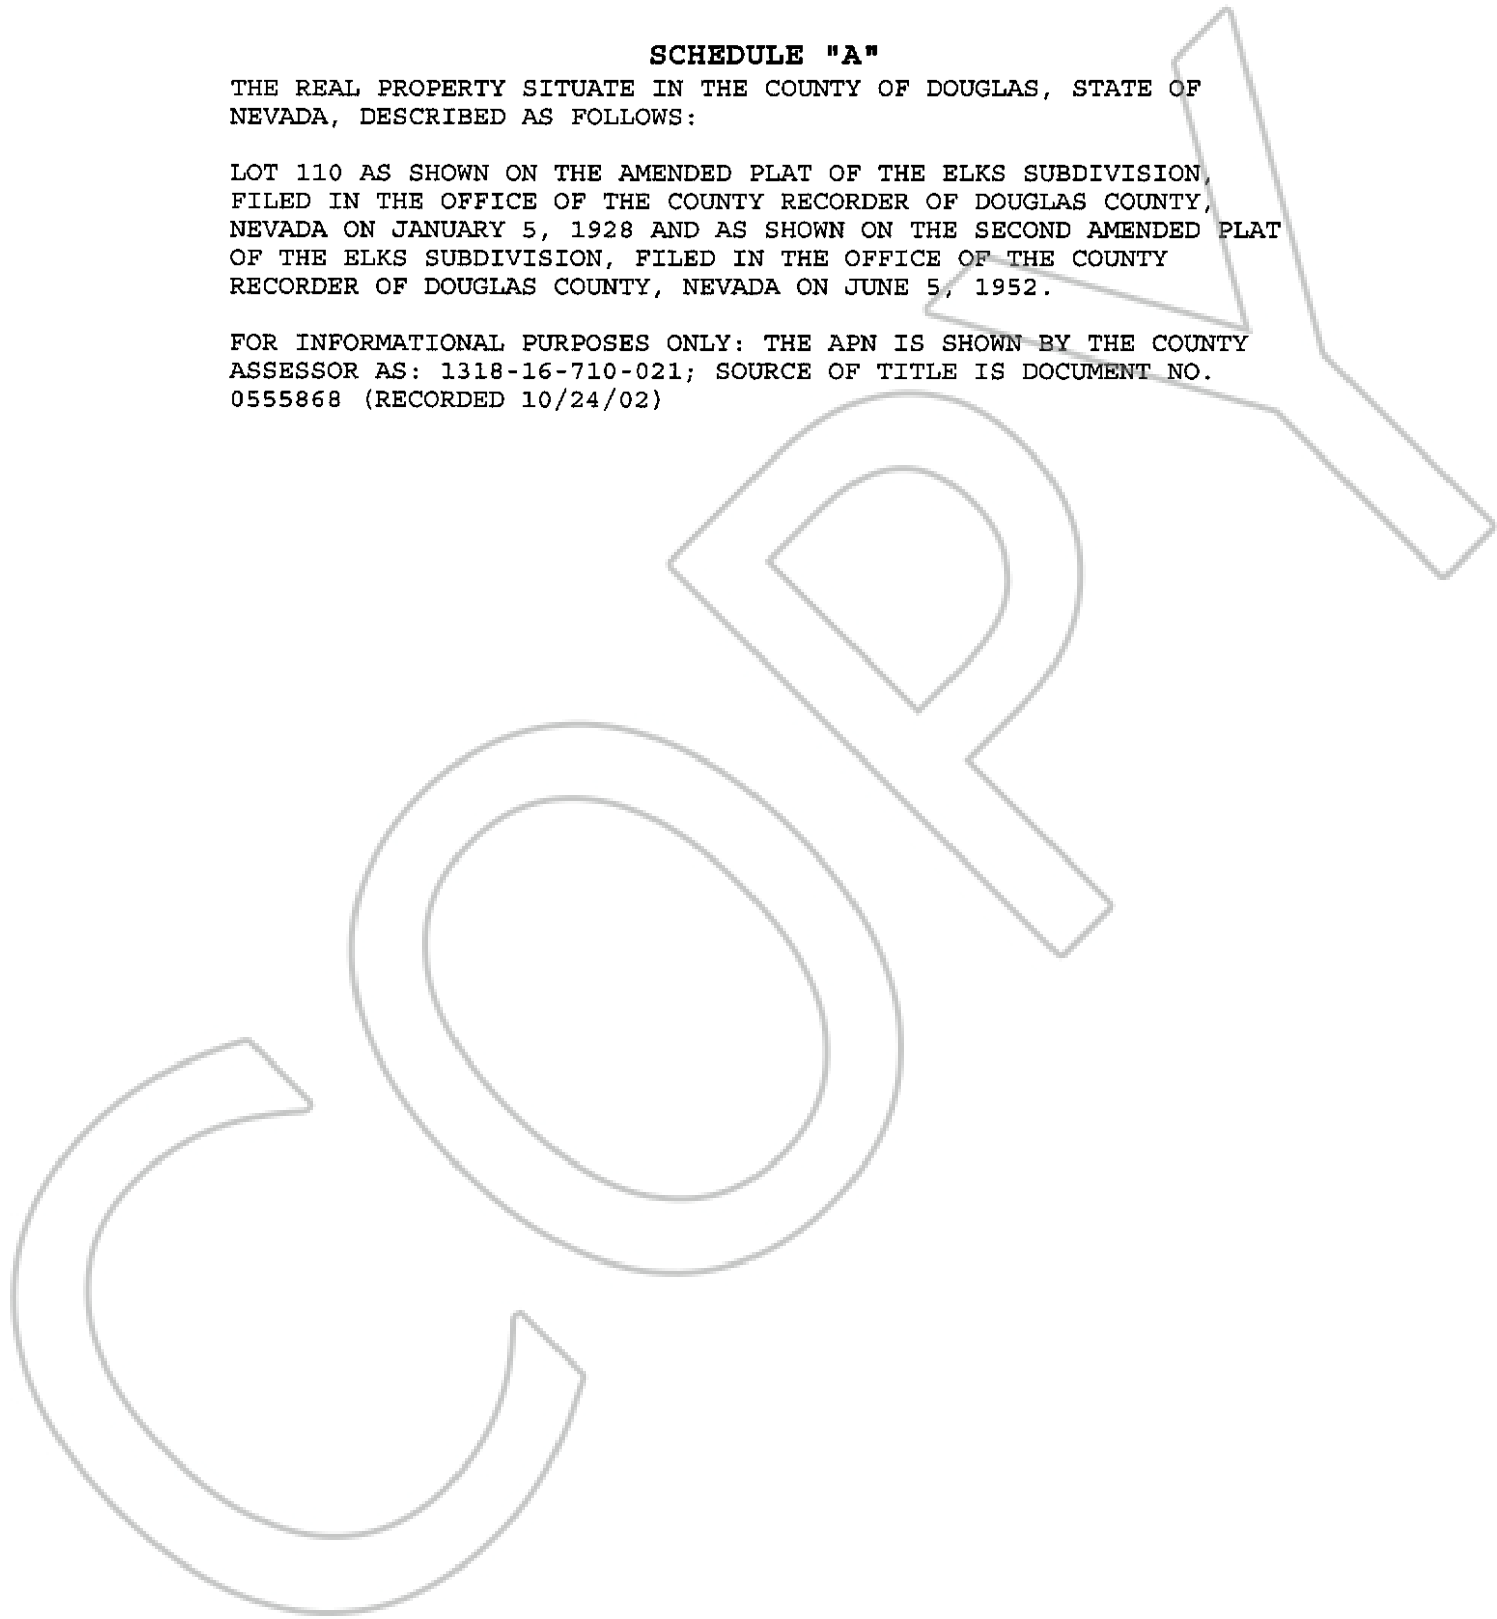 SCHEDULE "A"
THE REAL PROPERTY SITUATE IN THE COUNTY OF DOUGLAS, STATE OF
NEVADA, DESCRIBED AS FOLLOWS:
LOT 110 AS SHOWN ON THE AMENDED PLAT OF THE ELKS SUBDIVISION,
FILED IN THE OFFICE OF THE COUNTY RECORDER OF DOUGLAS COUNTY,
NEVADA ON JANUARY 5, 1928 AND AS SHOWN ON THE SECOND AMENDED PLAT
OF THE ELKS SUBDIVISION, FILED IN THE OFFICE OF THE COUNTY
RECORDER OF DOUGLAS COUNTY, NEVADA ON JUNE 5, 1952.
FOR INFORMATIONAL PURPOSES ONLY: THE APN IS SHOWN BY THE COUNTY
ASSESSOR AS: 1318-16-710-021; SOURCE OF TITLE IS DOCUMENT NO.
0555868 (RECORDED 10/24/02)
COPY